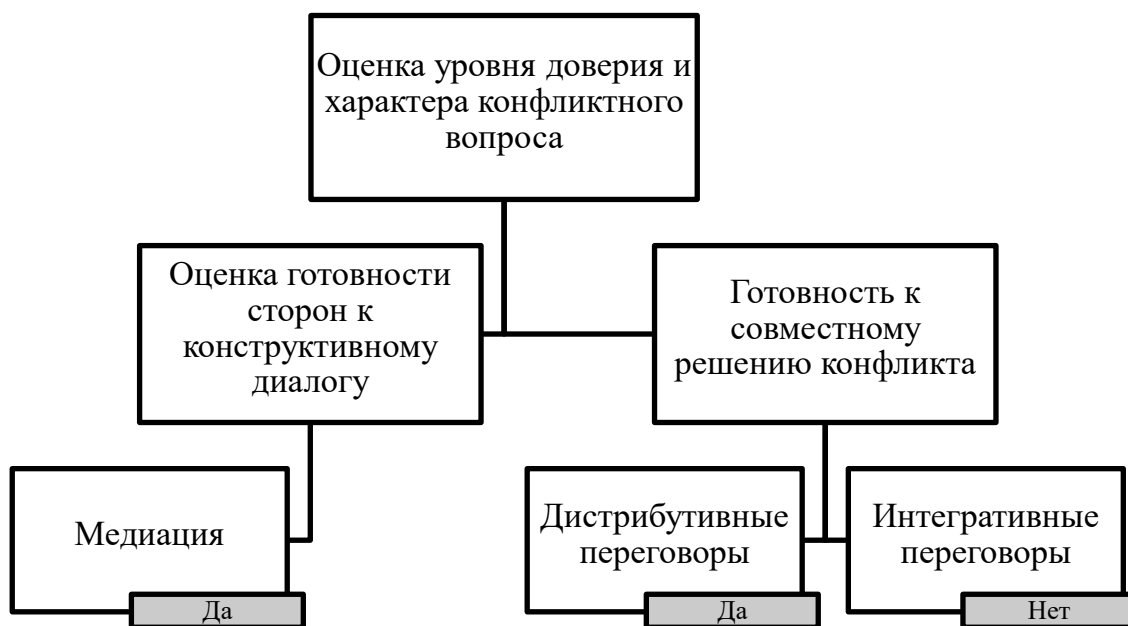 Оценка уровня доверия и
характера конфликтного
вопроса
Оценка готовности
сторон к
конструктивному
диалогу
Готовность к
совместному
решению конфликта
Медиация
Да
Дистрибутивные
переговоры
Да
Интегративные
переговоры
Нет